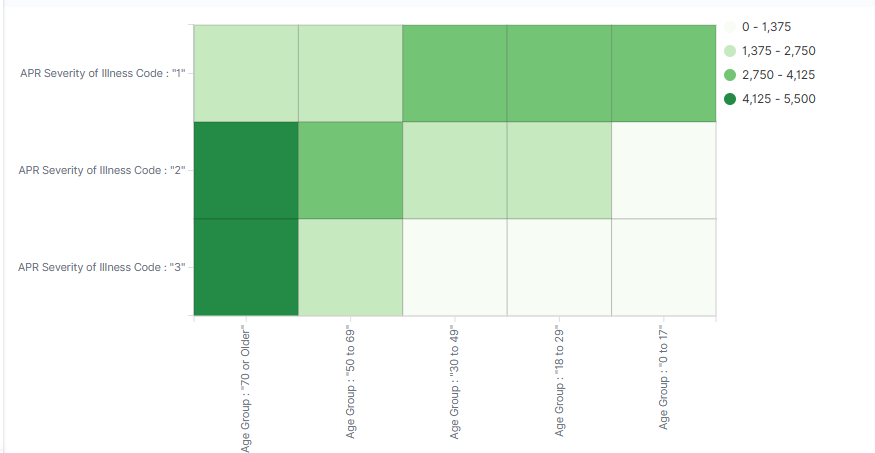 0 - 1,375
1,375 - 2,750
2,750 - 4,125
4,125 - 5,500
APR Severity of Illness Code : "1"
APR Severity of Illness Code : "2"
APR Severity of Illness Code : "3"
Age Group : "70 or Older"
Age Group : "50 to 69"
Age Group : "30 to 49"
Age Group : "18 to 29"
Age Group : "0 to 17"